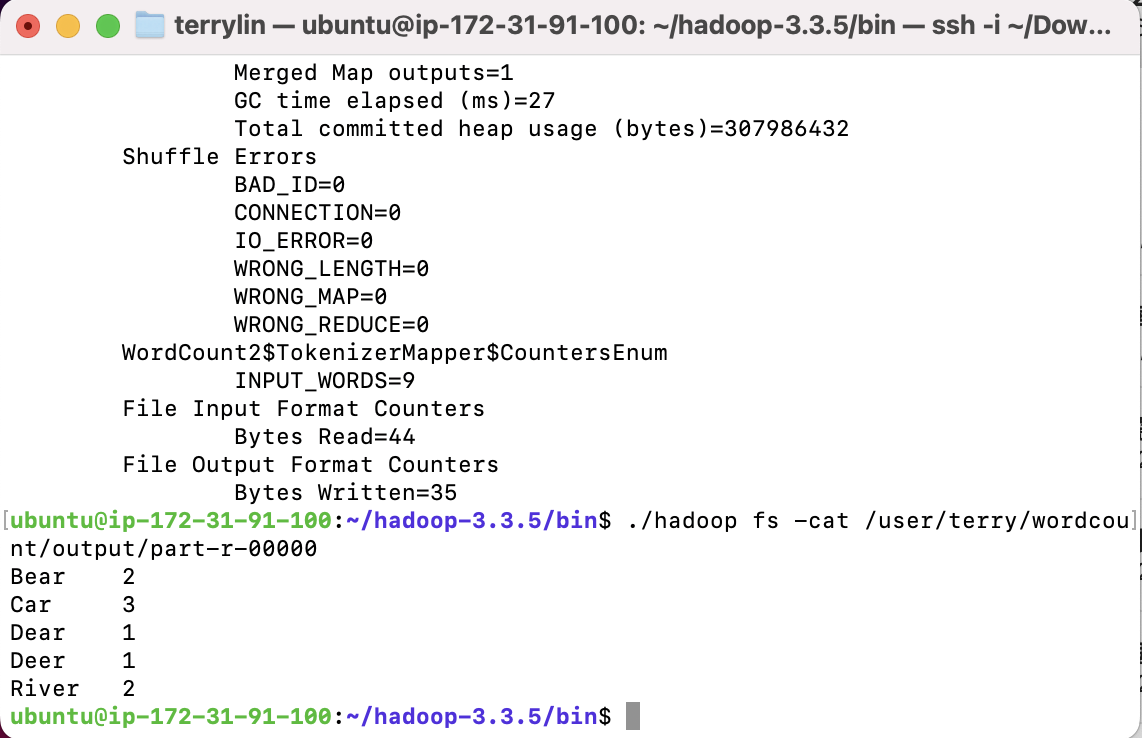 terrylin — ubuntu@ip-172-31-91-100: ~/hadoop-3.3.5/bin — ssh -i ~/Dow...
Merged Map outputs=1
GC time elapsed (ms)=27
Total committed heap usage (bytes)=307986432
Shuffle Errors
BAD_ID=0
CONNECTION=0
IO_ERROR=0
WRONG_LENGTH=0
WRONG_MAP=0
WRONG_REDUCE=0
WordCount2$TokenizerMapper$CountersEnum
INPUT_WORDS=9
File Input Format Counters
Bytes Read=44
File Output Format Counters
Bytes Written=35
[ubuntu@ip-172-31-91-100:~/hadoop-3.3.5/bin$ ./hadoop fs -cat /user/terry/wordcou]
nt/output/part-r-00000
Bear 2
Car 3
Dear 1
Deer 1
River 2
ubuntu@ip-172-31-91-100:~/hadoop-3.3.5/bin$